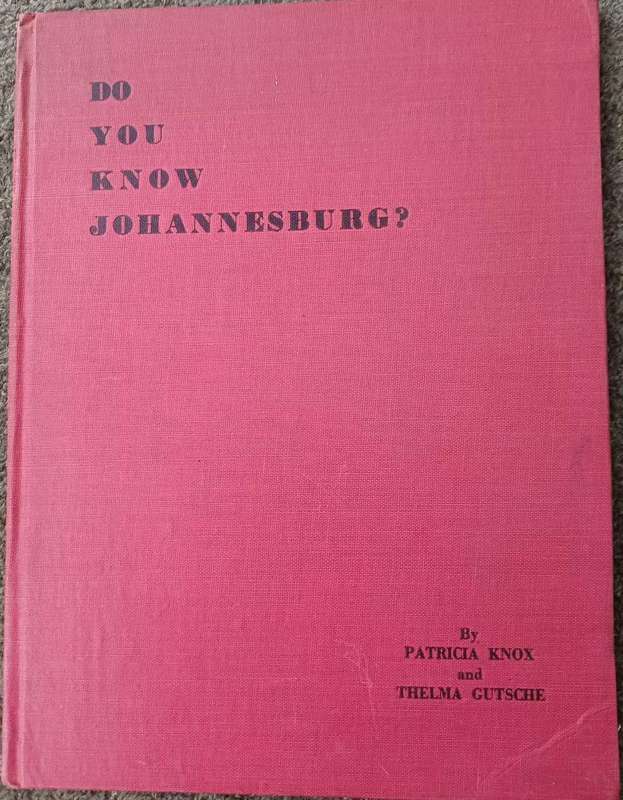 DO
YOU
KNOW
JOHANNESBURG?
By
PATRICIA KNOX
and
THELMA GUTSCHE